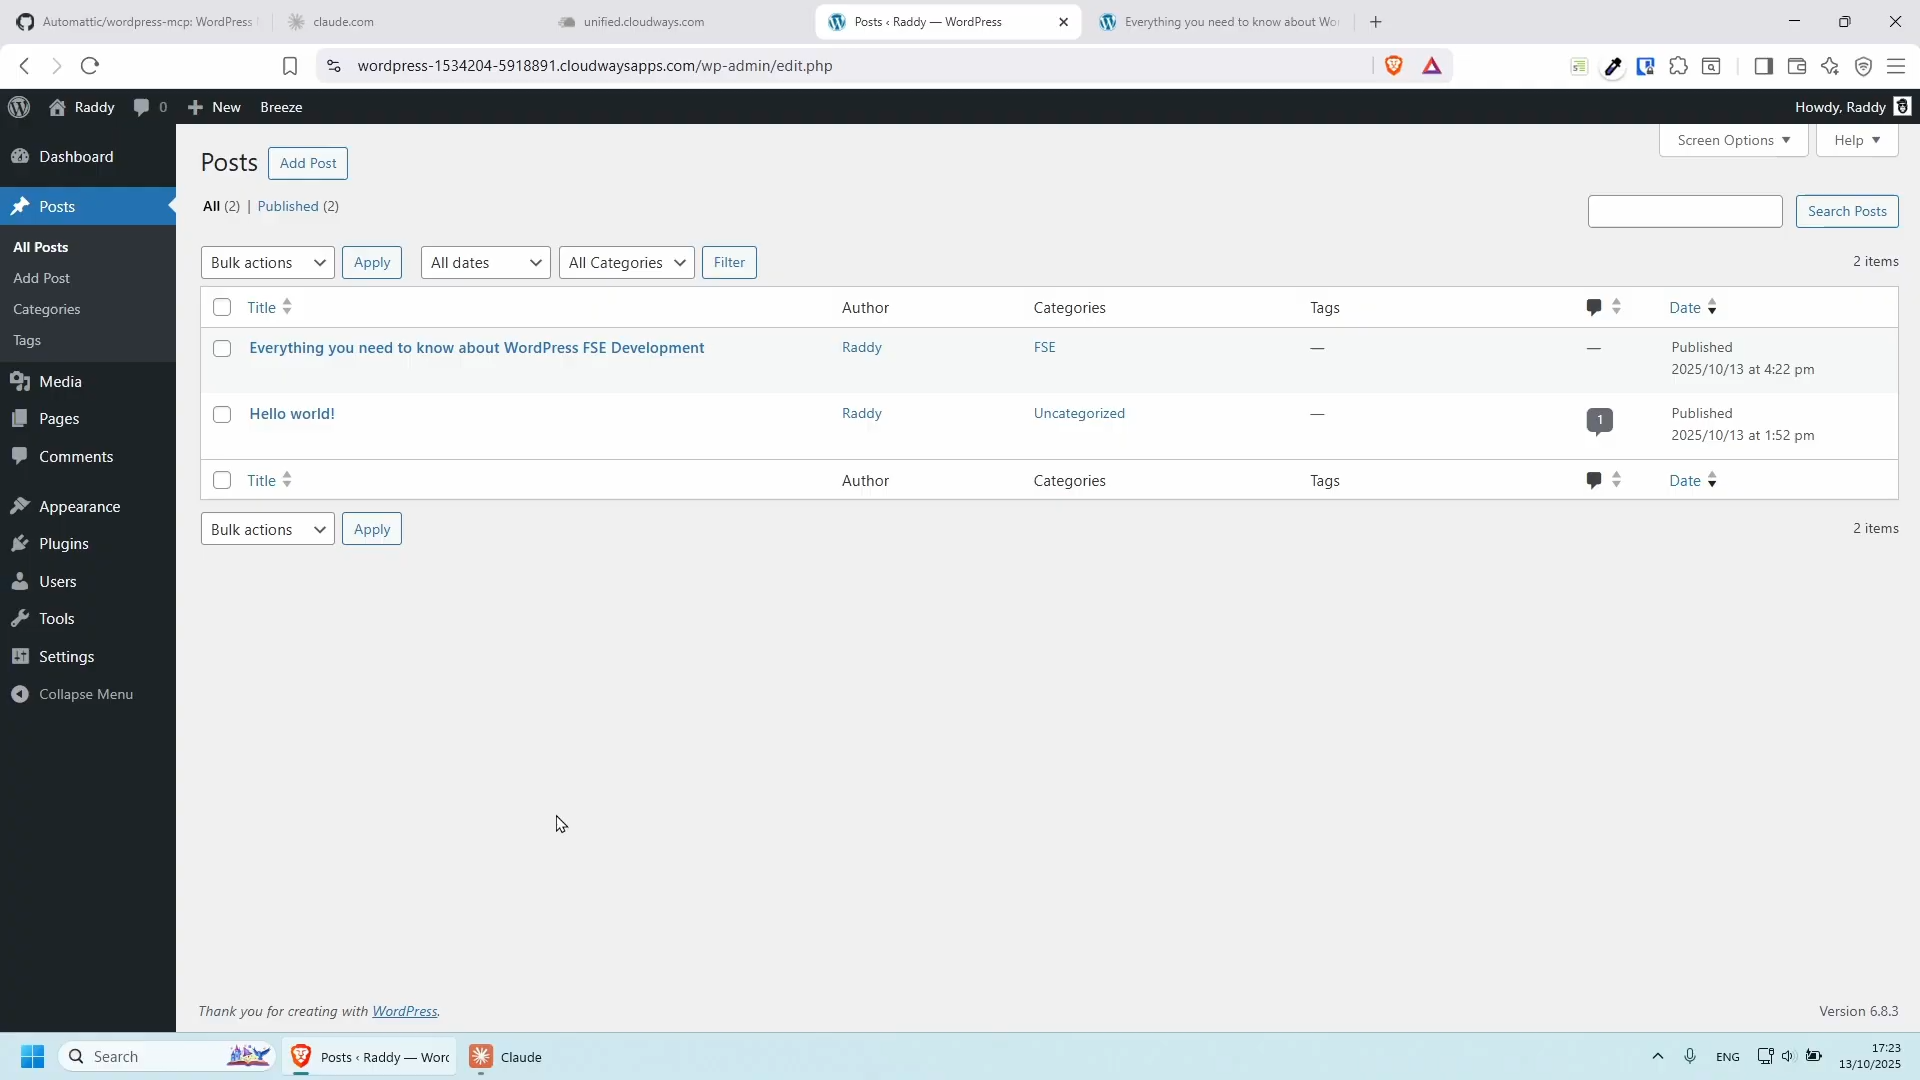 Automattic/wordpress-mcp: WordPress
claude.com
unified.cloudways.com
Posts ‹ Raddy — WordPress
Everything you need to know about Wo
wordpress-1534204-5918891.cloudwaysapps.com/wp-admin/edit.php
Raddy
0
New
Breeze
Howdy, Raddy
Dashboard
Posts
All Posts
Add Post
Categories
Tags
Media
Pages
Comments
Appearance
Plugins
Users
Tools
Settings
Collapse Menu
Screen Options
Help
Posts
Add Post
All (2) | Published (2)
Search Posts
Bulk actions
Apply
All dates
All Categories
Filter
2 items
Title
Author
Categories
Tags
Date
Everything you need to know about WordPress FSE Development
Raddy
FSE
—
—
Published
2025/10/13 at 4:22 pm
Hello world!
Raddy
Uncategorized
—
1
Published
2025/10/13 at 1:52 pm
Title
Author
Categories
Tags
Date
Bulk actions
Apply
2 items
Thank you for creating with WordPress.
Version 6.8.3
Search
Posts ‹ Raddy — Word
Claude
ENG
17:23
13/10/2025